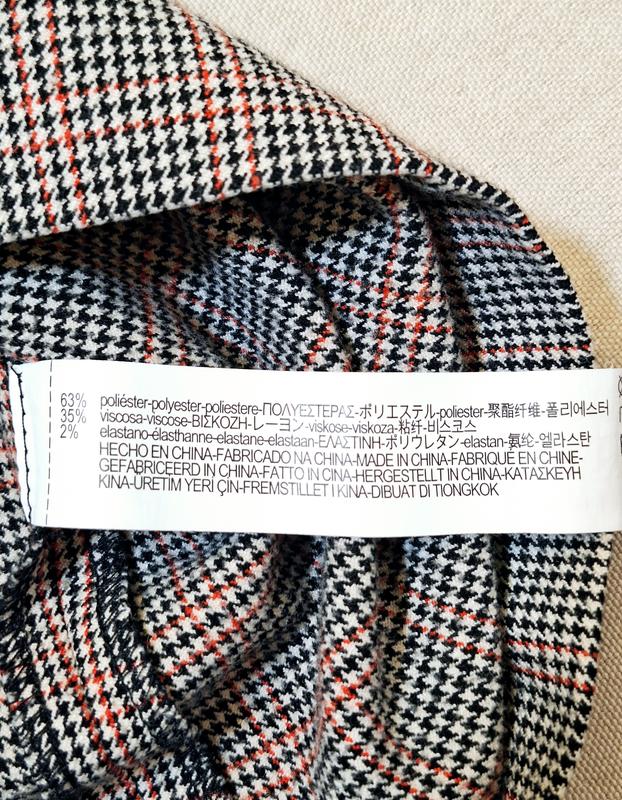 63% poliéster-polyester-poliestere-ΠΟΛΥΕΣΤΕΡΑΣ-ポリエステル-poliester-聚酯纤维-폴리에스터
35% viscosa-viscose-ΒΙΣΚΟΖΗ-レーヨン-viskose-viskoza-粘纤-비스코스
2% elastano-élasthanne-elastane-elastaan-ΕΛΑΣΤΙΝΗ-ポリウレタン-elastan-氨纶-엘라스탄
HECHO EN CHINA-FABRICADO NA CHINA-MADE IN CHINA-FABRIQUÉ EN CHINE-
GEFABRICEERD IN CHINA-FATTO IN CINA-HERGESTELLT IN CHINA-ΚΑΤΑΣΚΕΥΗ
ΚΙΝΑ-ÜRETIM YERİ ÇİN-FREMSTILLET I KINA-DIBUAT DI TIONGKOK